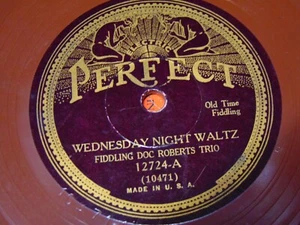 PERFECT
Old Time
Fiddling
WEDNESDAY NIGHT WALTZ
FIDDLING DOC ROBERTS TRIO
12724-A
(10471)
MADE IN U. S. A.